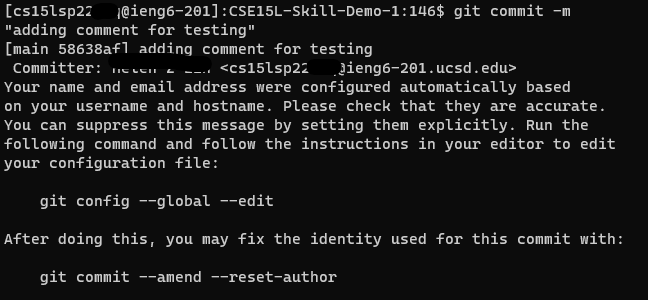 [cs15lsp22 @ieng6-201]:CSE15L-Skill-Demo-1:146$ git commit -m
"adding comment for testing"
[main 58638af] adding comment for testing
Committer: <cs15lsp22 @ieng6-201.ucsd.edu>
Your name and email address were configured automatically based
on your username and hostname. Please check that they are accurate.
You can suppress this message by setting them explicitly. Run the
following command and follow the instructions in your editor to edit
your configuration file:
git config --global --edit
After doing this, you may fix the identity used for this commit with:
git commit --amend --reset-author